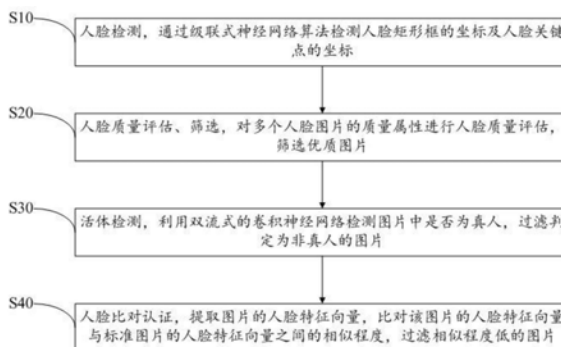 S10
人脸检测，通过级联式神经网络算法检测人脸矩形框的坐标及人脸关键
点的坐标
S20
人脸质量评估、筛选，对多个人脸图片的质量属性进行人脸质量评估，
筛选优质图片
S30
活体检测，利用双流式的卷积神经网络检测图片中是否为真人，过滤判
定为非真人的图片
S40
人脸比对认证，提取图片的人脸特征向量，比对该图片的人脸特征向量
与标准图片的人脸特征向量之间的相似程度，过滤相似程度低的图片